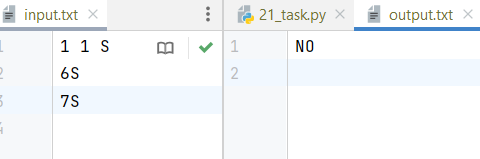 input.txt
21_task.py
output.txt
1 1 1 S
2 6S
3 7S
4
1 NO
2